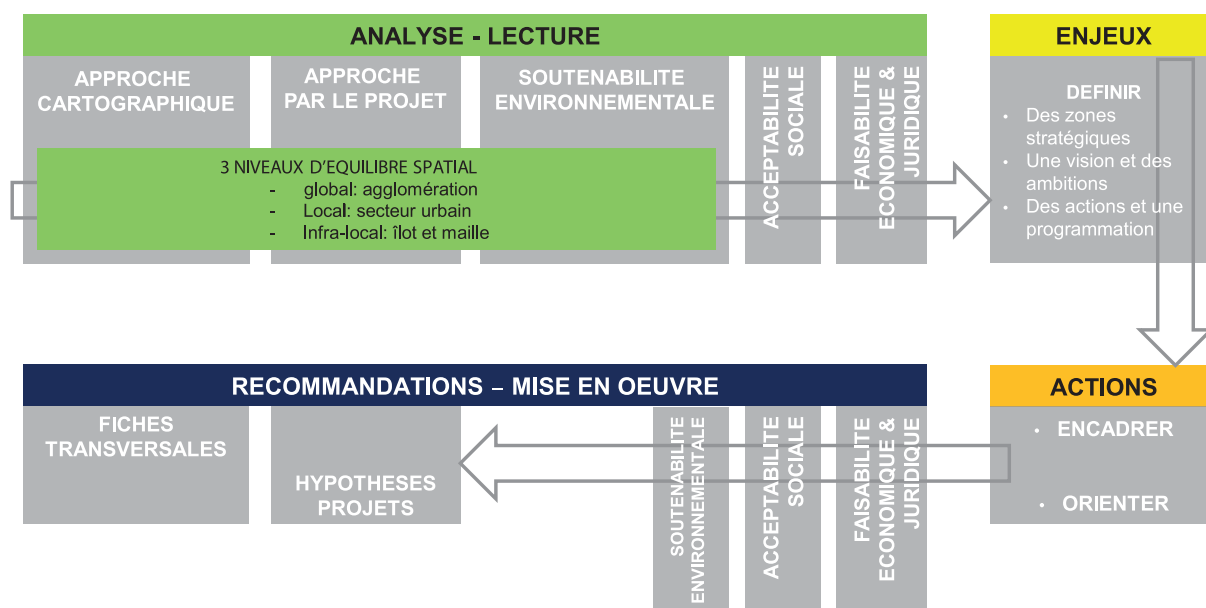 ANALYSE - LECTURE
APPROCHE
CARTOGRAPHIQUE
APPROCHE
PAR LE PROJET
SOUTENABILITE
ENVIRONNEMENTALE
ACCEPTABILITE
SOCIALE
FAISABILITE
ECONOMIQUE &
JURIDIQUE
3 NIVEAUX D'EQUILIBRE SPATIAL
- global: agglomération
- Local: secteur urbain
- Infra-local: îlot et maille
ENJEUX
DEFINIR
• Des zones
stratégiques
• Une vision et des
ambitions
• Des actions et une
programmation
RECOMMANDATIONS – MISE EN OEUVRE
FICHES
TRANSVERSALES
HYPOTHESES
PROJETS
SOUTENABILITE
ENVIRONNEMENTALE
ACCEPTABILITE
SOCIALE
FAISABILITE
ECONOMIQUE &
JURIDIQUE
ACTIONS
• ENCADRER
• ORIENTER